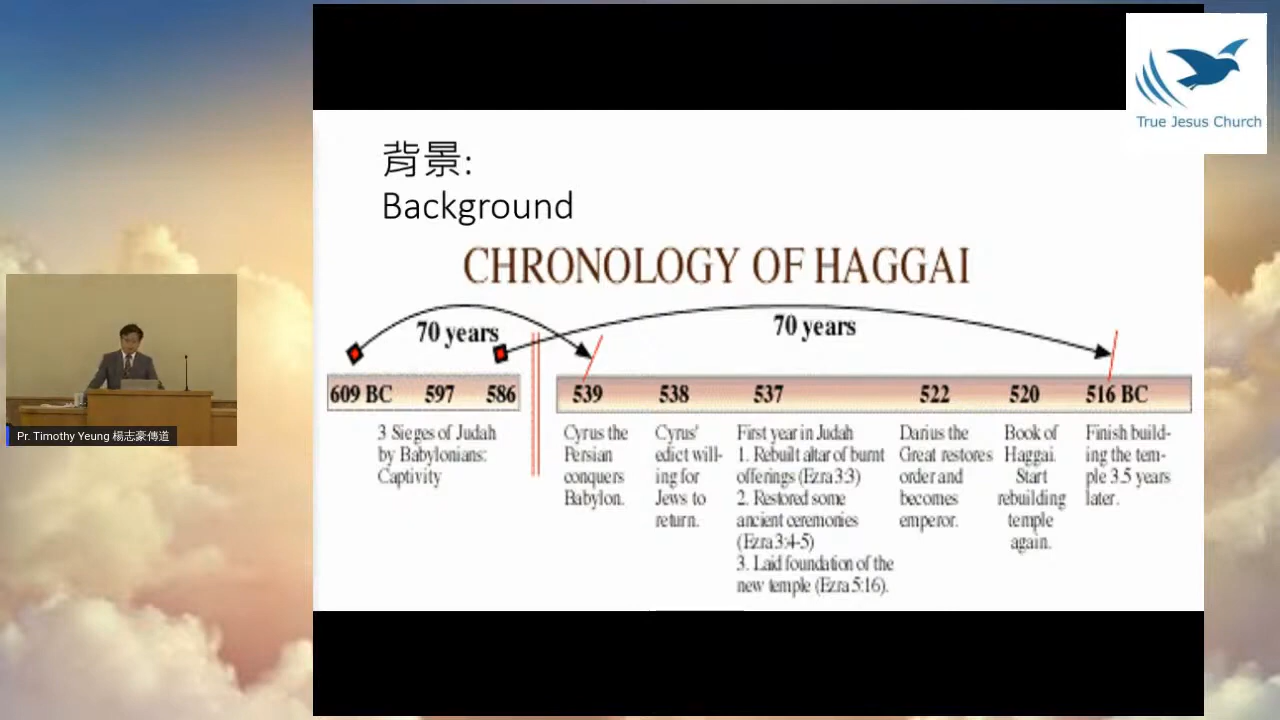 True Jesus Church
背景:
Background
CHRONOLOGY OF HAGGAI
70 years
70 years
609 BC 597 586 539 538 537 522 520 516 BC
3 Sieges of Judah
by Babylonians:
Captivity
Cyrus the
Persian
conquers
Babylon.
Cyrus'
edict will-
ing for
Jews to
return.
First year in Judah
1. Rebuilt altar of burnt
offerings (Ezra 3:3)
2. Restored some
ancient ceremonies
(Ezra 3:4-5)
3. Laid foundation of the
new temple (Ezra 5:16).
Darius the
Great restores
order and
becomes
emperor.
Book of
Haggai.
Start
rebuilding
temple
again.
Finish build-
ing the tem-
ple 3.5 years
later.
Pr. Timothy Yeung 楊志豪傳道